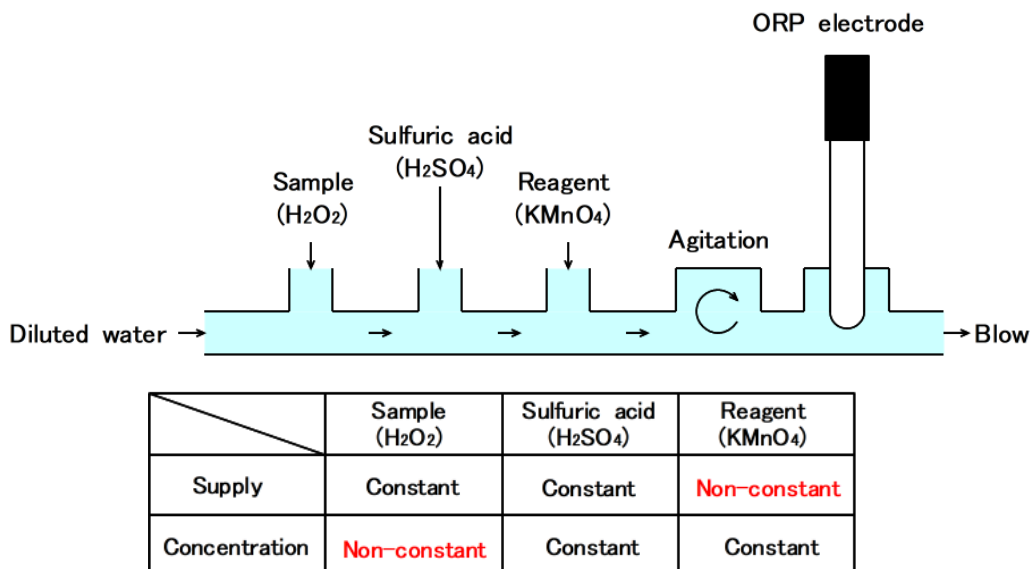 ORP electrode
Sulfuric acid
(H₂SO₄)
Sample
(H₂O₂)
Reagent
(KMnO₄)
Agitation
Diluted water
Blow
Sample
(H₂O₂)
Sulfuric acid
(H₂SO₄)
Reagent
(KMnO₄)
Supply
Constant
Constant
Non-constant
Concentration
Non-constant
Constant
Constant